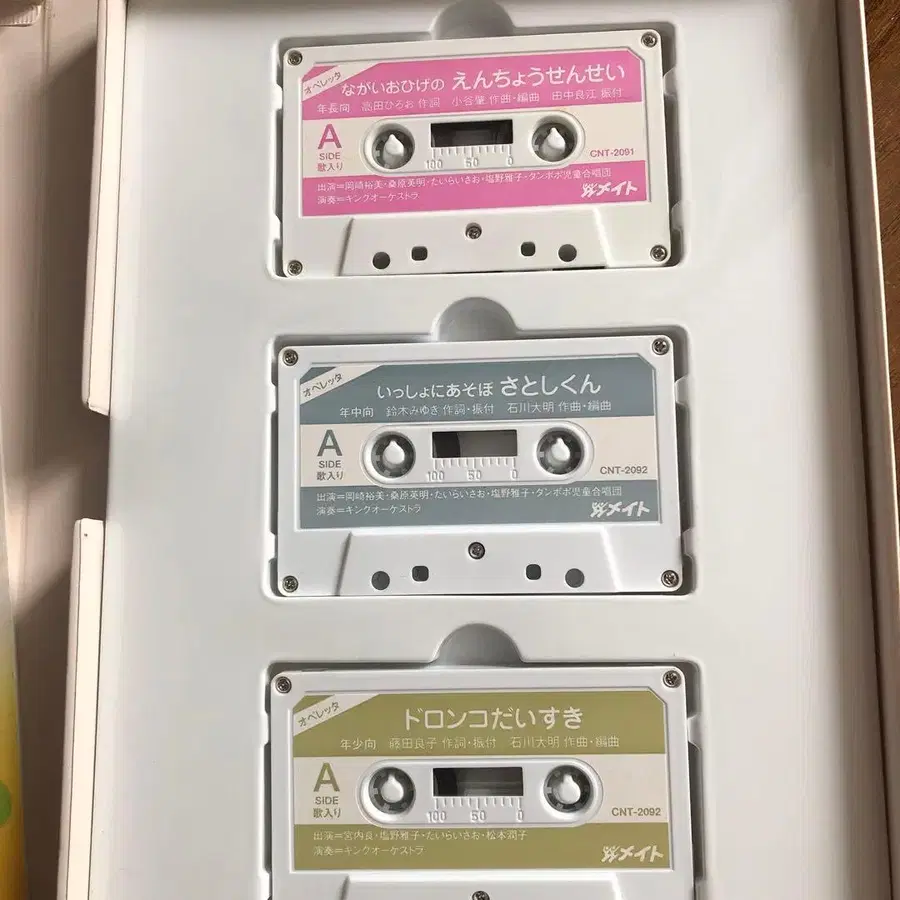 オペレッタ
ながいおひげの えんちょうせんせい
年長向 高田ひろお 作詞 小谷肇 作曲・編曲 田中良江 振付
A
SIDE
歌入り
100 50 0
CNT-2091
出演=岡崎裕美・桑原英明・たいらいさお・塩野雅子・タンポポ児童合唱団
演奏=キングオーケストラ
メイト
オペレッタ
いっしょにあそぼ さとしくん
年中向 鈴木みゆき 作詞・振付 石川大明 作曲・編曲
A
SIDE
歌入り
100 50 0
CNT-2092
出演=岡崎裕美・桑原英明・たいらいさお・塩野雅子・タンポポ児童合唱団
演奏=キングオーケストラ
メイト
オペレッタ
ドロンコだいすき
年少向 藤田良子 作詞・振付 石川大明 作曲・編曲
A
SIDE
歌入り
100 50 0
CNT-2092
出演=宮内良・塩野雅子・たいらいさお・松本潤子
演奏=キングオーケストラ
メイト